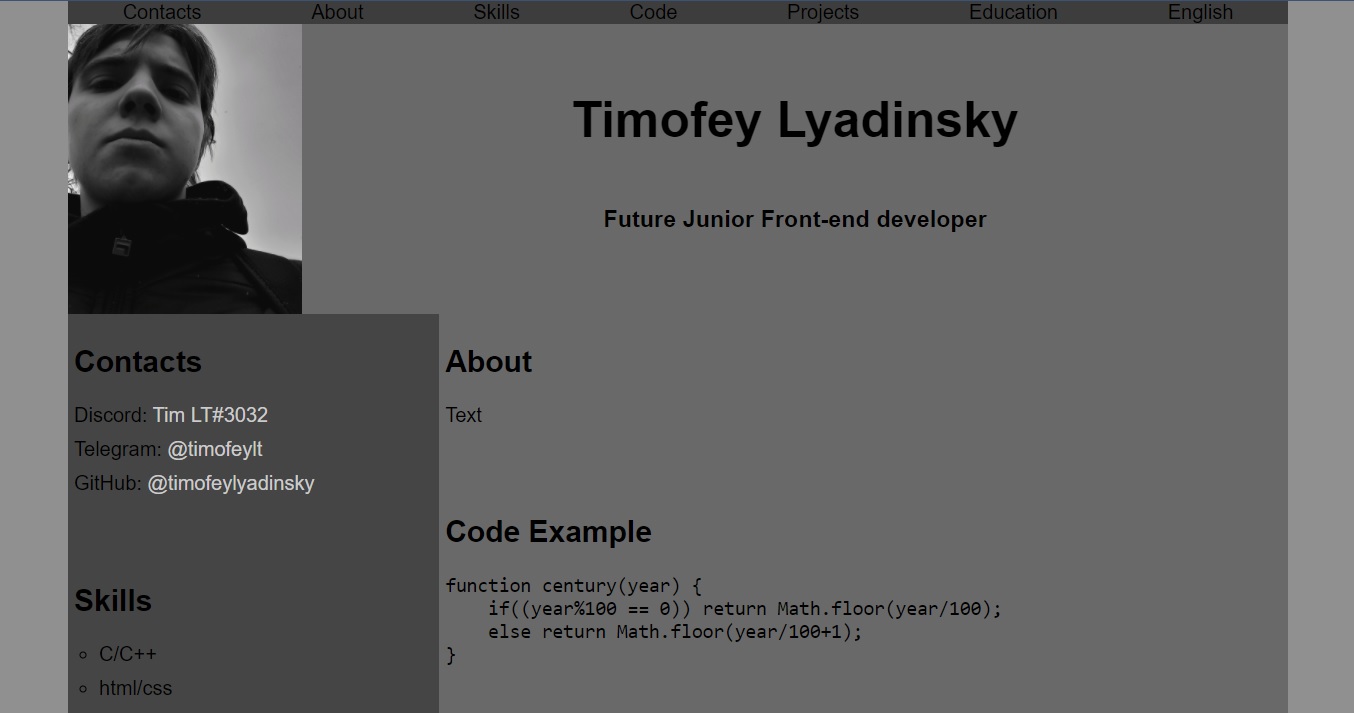 Contacts About Skills Code Projects Education English
Timofey Lyadinsky
Future Junior Front-end developer
Contacts
Discord: Tim LT#3032
Telegram: @timofeylt
GitHub: @timofeylyadinsky
Skills
C/C++
html/css
About
Text
Code Example
function century(year) {
    if((year%100 == 0)) return Math.floor(year/100);
    else return Math.floor(year/100+1);
}